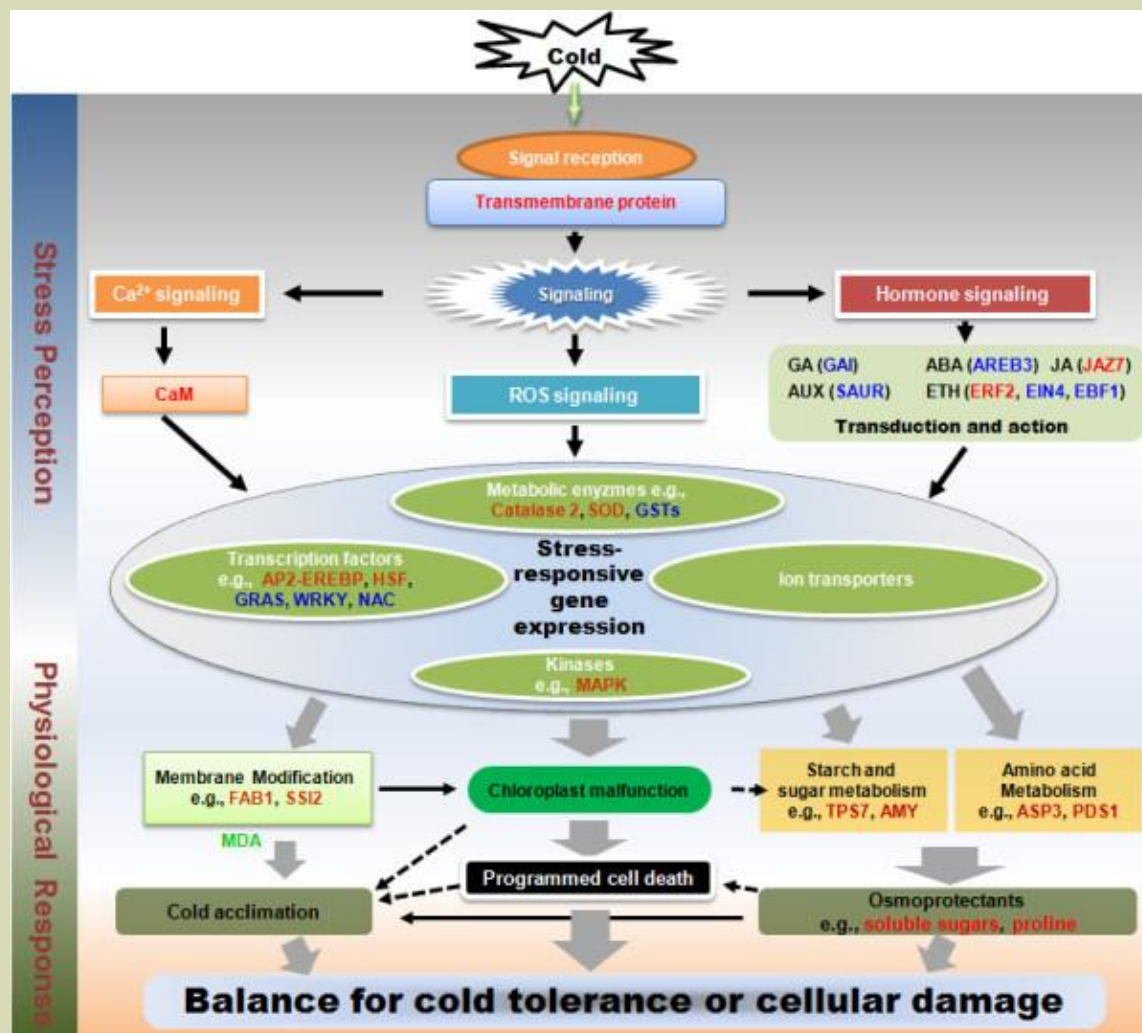 Cold
Signal reception
Transmembrane protein
Stress Perception
Ca²⁺ signaling
Signaling
Hormone signaling
CaM
ROS signaling
GA (GAI) ABA (AREB3) JA (JAZ7)
AUX (SAUR) ETH (ERF2, EIN4, EBF1)
Transduction and action
Metabolic enyzmes e.g.,
Catalase 2, SOD, GSTs
Transcription factors
e.g., AP2-EREBP, HSF,
GRAS, WRKY, NAC
Stress-
responsive
gene
expression
Ion transporters
Kinases
e.g., MAPK
Physiological Response
Membrane Modification
e.g., FAB1, SSI2
Chloroplast malfunction
Starch and
sugar metabolism
e.g., TPS7, AMY
Amino acid
Metabolism
e.g., ASP3, PDS1
MDA
Programmed cell death
Cold acclimation
Osmoprotectants
e.g., soluble sugars, proline
Balance for cold tolerance or cellular damage